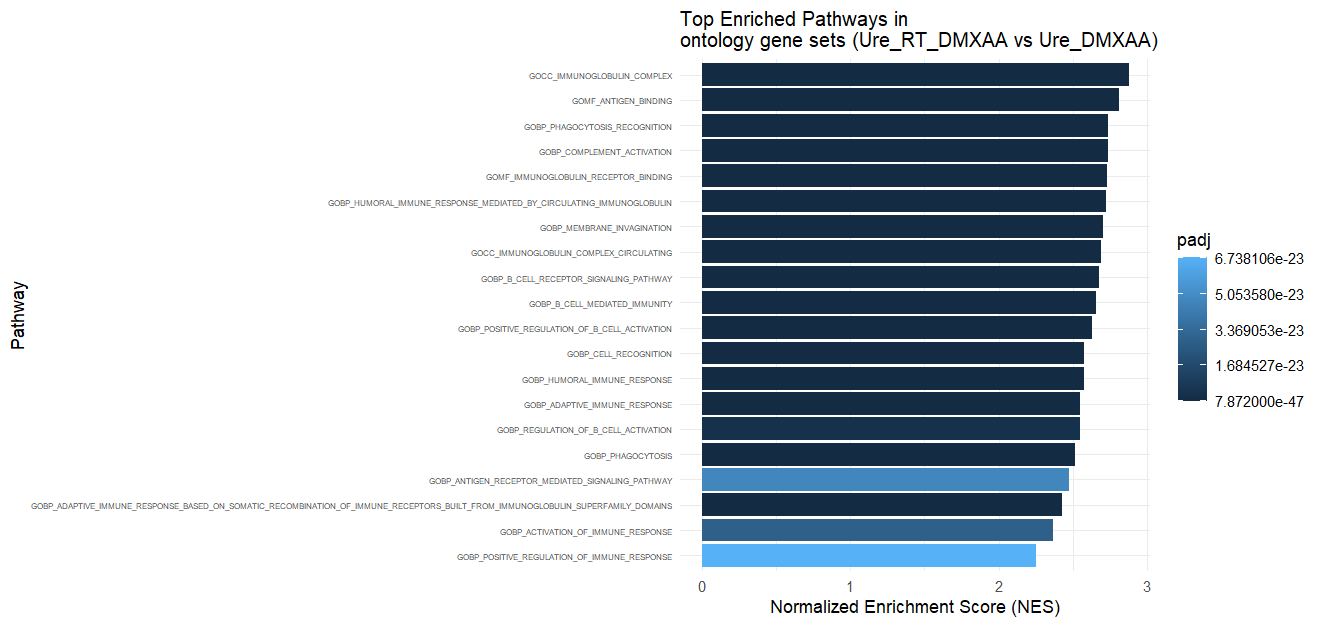 Top Enriched Pathways in
ontology gene sets (Ure_RT_DMXAA vs Ure_DMXAA)
Pathway
GOCC_IMMUNOGLOBULIN_COMPLEX
GOMF_ANTIGEN_BINDING
GOBP_PHAGOCYTOSIS_RECOGNITION
GOBP_COMPLEMENT_ACTIVATION
GOMF_IMMUNOGLOBULIN_RECEPTOR_BINDING
GOBP_HUMORAL_IMMUNE_RESPONSE_MEDIATED_BY_CIRCULATING_IMMUNOGLOBULIN
GOBP_MEMBRANE_INVAGINATION
GOCC_IMMUNOGLOBULIN_COMPLEX_CIRCULATING
GOBP_B_CELL_RECEPTOR_SIGNALING_PATHWAY
GOBP_B_CELL_MEDIATED_IMMUNITY
GOBP_POSITIVE_REGULATION_OF_B_CELL_ACTIVATION
GOBP_CELL_RECOGNITION
GOBP_HUMORAL_IMMUNE_RESPONSE
GOBP_ADAPTIVE_IMMUNE_RESPONSE
GOBP_REGULATION_OF_B_CELL_ACTIVATION
GOBP_PHAGOCYTOSIS
GOBP_ANTIGEN_RECEPTOR_MEDIATED_SIGNALING_PATHWAY
GOBP_ADAPTIVE_IMMUNE_RESPONSE_BASED_ON_SOMATIC_RECOMBINATION_OF_IMMUNE_RECEPTORS_BUILT_FROM_IMMUNOGLOBULIN_SUPERFAMILY_DOMAINS
GOBP_ACTIVATION_OF_IMMUNE_RESPONSE
GOBP_POSITIVE_REGULATION_OF_IMMUNE_RESPONSE
0 1 2 3
Normalized Enrichment Score (NES)
padj
6.738106e-23
5.053580e-23
3.369053e-23
1.684527e-23
7.872000e-47